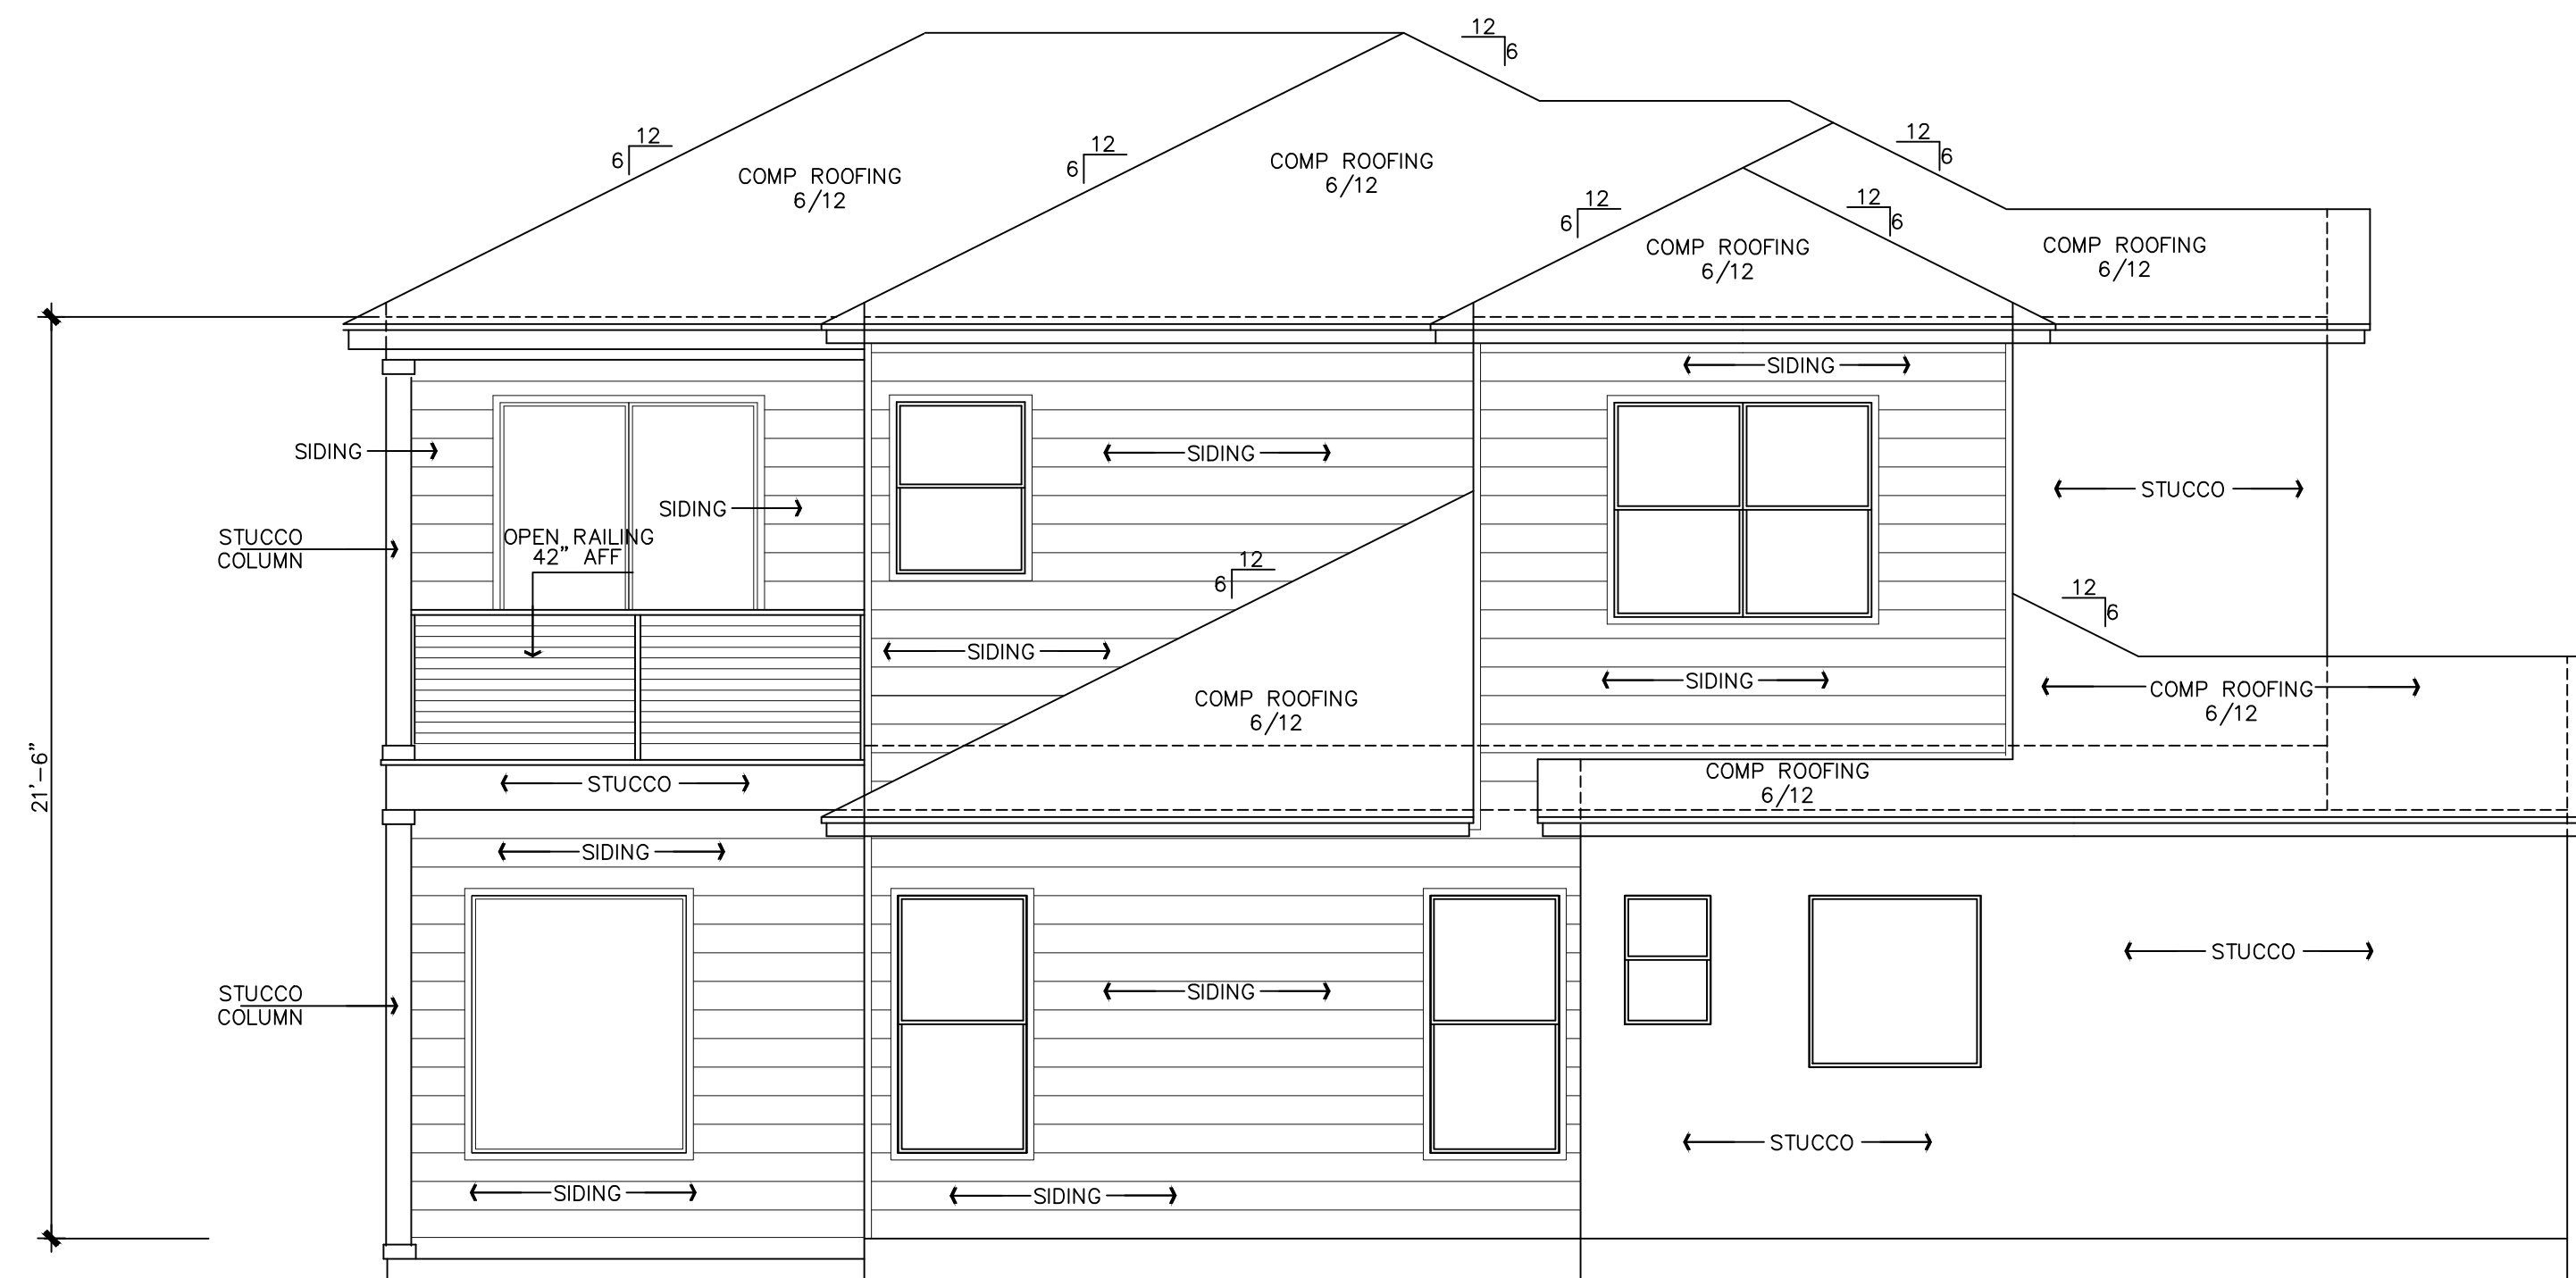 12
6
12
6
12
6
12
6
COMP ROOFING
6/12
COMP ROOFING
6/12
12
6
12
6
COMP ROOFING
6/12
COMP ROOFING
6/12
SIDING
SIDING
SIDING
STUCCO
SIDING
OPEN RAILING
42” AFF
STUCCO
COLUMN
12
6
12
6
SIDING
SIDING
COMP ROOFING
6/12
COMP ROOFING
6/12
21'-6”
STUCCO
COMP ROOFING
6/12
SIDING
STUCCO
SIDING
STUCCO
COLUMN
STUCCO
SIDING
SIDING